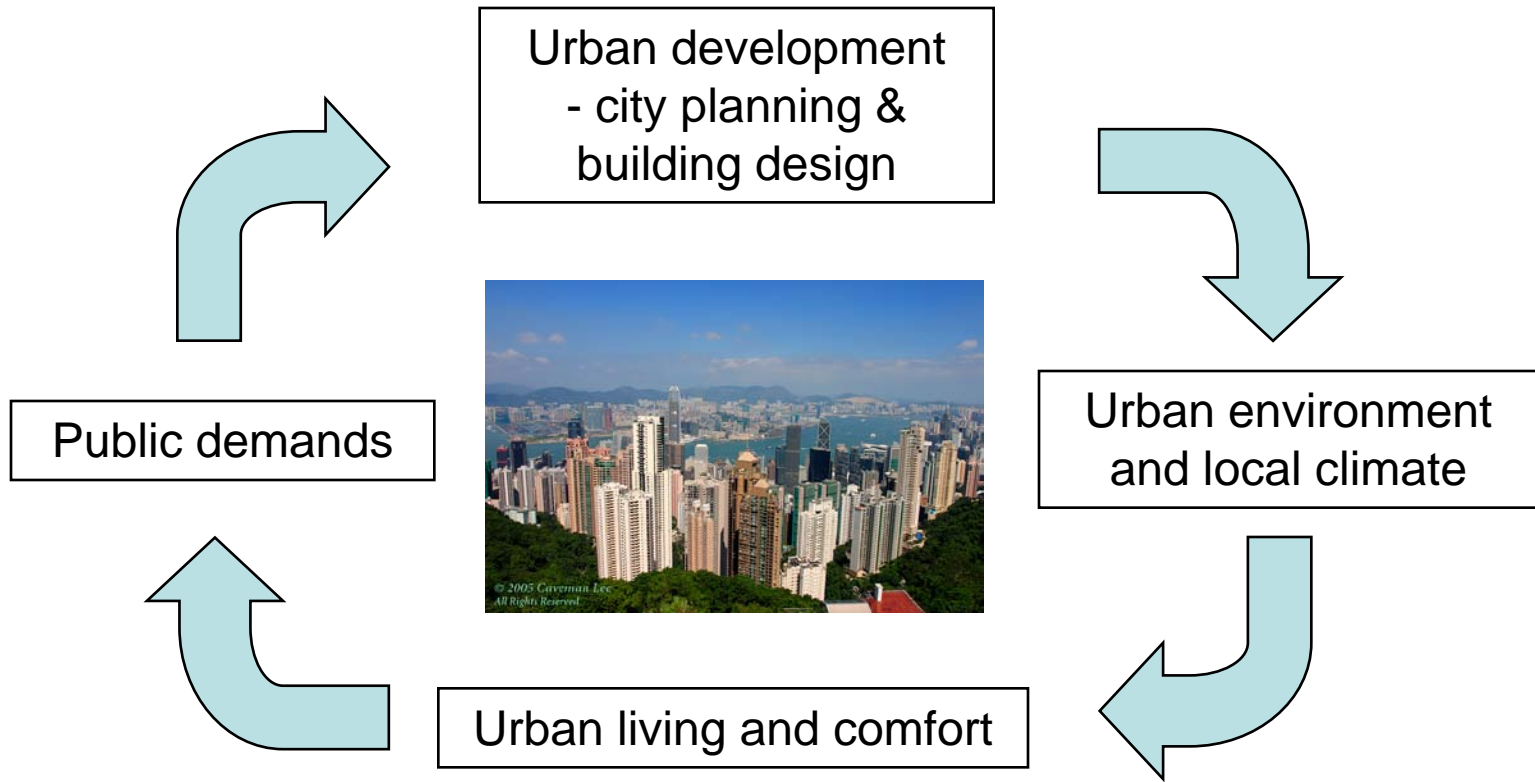 Urban development
- city planning &
building design
Public demands
Urban environment
and local climate
© 2005 Caveman Lee
All Rights Reserved
Urban living and comfort